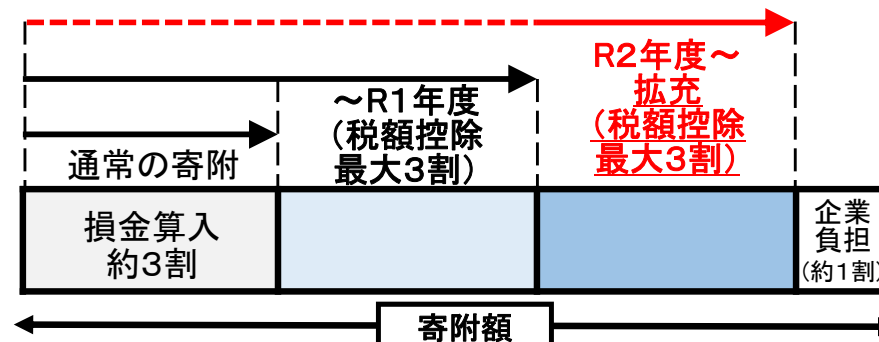 R2年度～
拡充
(税額控除
最大3割)
～R1年度
(税額控除
最大3割)
通常の寄附
損金算入
約3割
企業
負担
(約1割)
寄附額